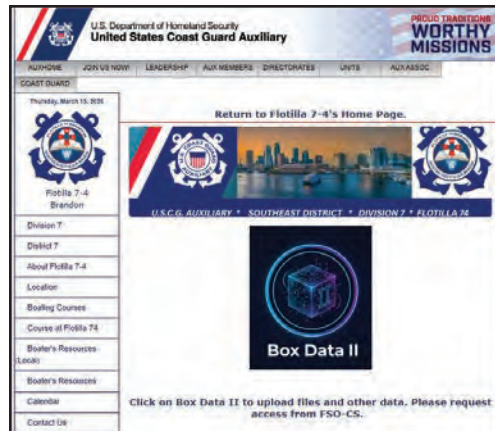 U.S. Department of Homeland Security
United States Coast Guard Auxiliary
PROUD TRADITIONS
WORTHY
MISSIONS
AUXHOME JOIN US NOW! LEADERSHIP AUX MEMBERS DIRECTORATES UNITS AUX ASSOC
COAST GUARD
Thursday, March
Flotilla 7-4
Brandon
Division 7
District 7
About Flotilla 7-4
Location
Boating Courses
Course at Flotilla 74
Boater's Resources
(Local)
Boater's Resources
Calendar
Contact Us
Return to Flotilla 7-4's Home Page.
U.S.C.G. AUXILIARY * SOUTHEAST DISTRICT * DIVISION 7 * FLOTILLA 74
Box Data II
Click on Box Data II to upload files and other data. Please request
access from FSO-CS.